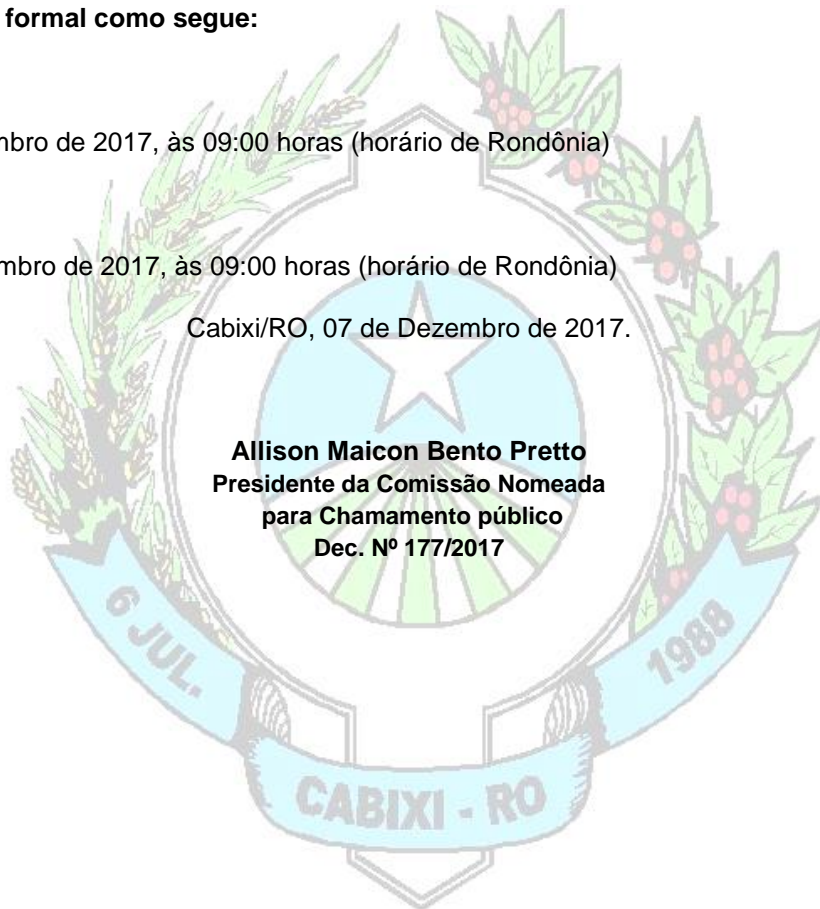 formal como segue:
mbro de 2017, às 09:00 horas (horário de Rondônia)
mbro de 2017, às 09:00 horas (horário de Rondônia)
Cabixi/RO, 07 de Dezembro de 2017.
Allison Maicon Bento Pretto
Presidente da Comissão Nomeada
para Chamamento público
Dec. Nº 177/2017
6 JUL.
1988
CABIXI - RO